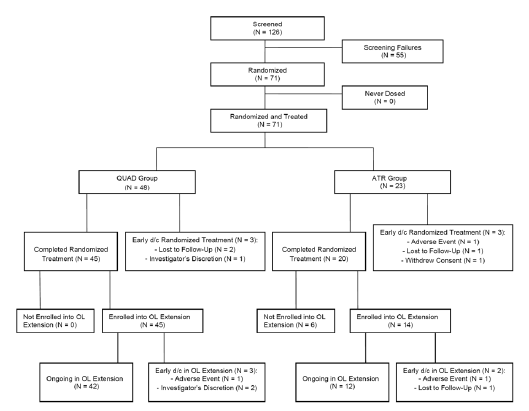 Screened
(N = 126)
Screening Failures
(N = 55)
Randomized
(N = 71)
Never Dosed
(N = 0)
Randomized and Treated
(N = 71)
QUAD Group
(N = 48)
ATR Group
(N = 23)
Completed Randomized
Treatment (N = 45)
Early d/c Randomized Treatment (N = 3):
- Lost to Follow-Up (N = 2)
- Investigator's Discretion (N = 1)
Completed Randomized
Treatment (N = 20)
Early d/c Randomized Treatment (N = 3):
- Adverse Event (N = 1)
- Lost to Follow-Up (N = 1)
- Withdrew Consent (N = 1)
Not Enrolled into OL
Extension (N = 0)
Enrolled into OL Extension
(N = 45)
Not Enrolled into OL
Extension (N = 6)
Enrolled into OL Extension
(N = 14)
Ongoing in OL Extension
(N = 42)
Early d/c in OL Extension (N = 3):
- Adverse Event (N = 1)
- Investigator's Discretion (N = 2)
Ongoing in OL Extension
(N = 12)
Early d/c in OL Extension (N = 2):
- Adverse Event (N = 1)
- Lost to Follow-Up (N = 1)